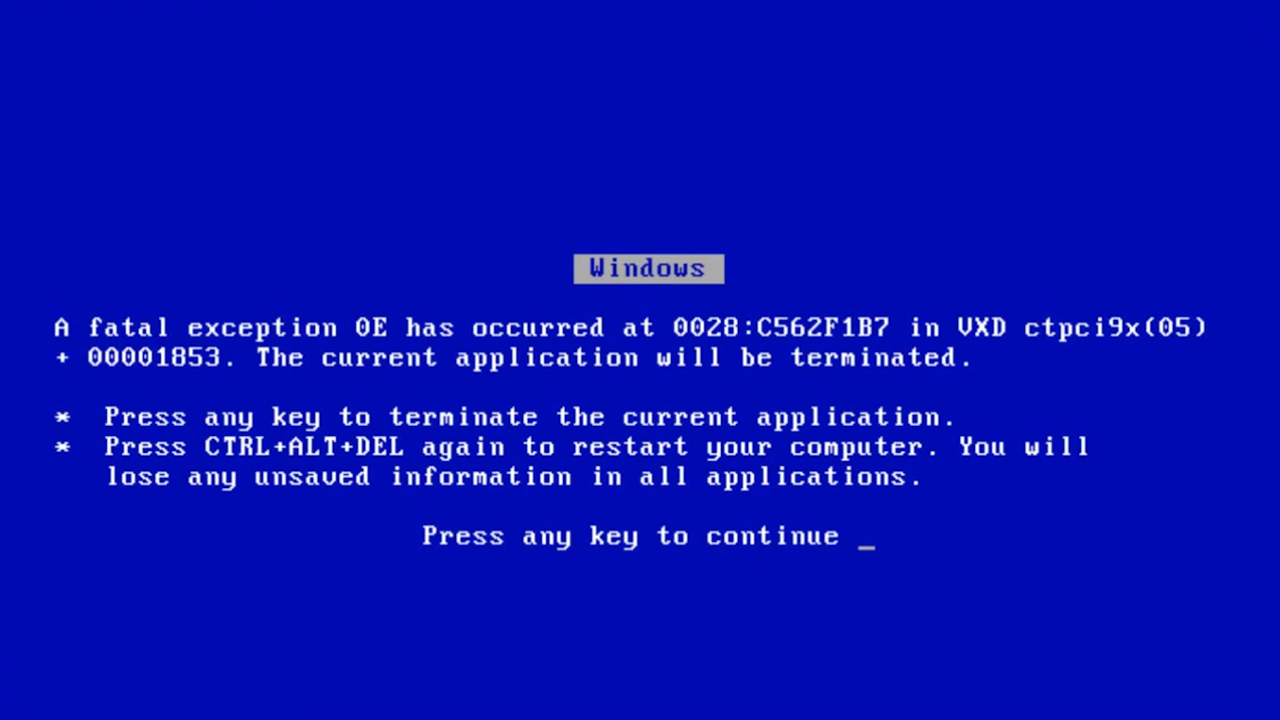 Windows
A fatal exception 0E has occurred at 0028:C562F1B7 in VXD ctpci9x(05)
+ 00001853. The current application will be terminated.
*  Press any key to terminate the current application.
*  Press CTRL+ALT+DEL again to restart your computer. You will
lose any unsaved information in all applications.
Press any key to continue _